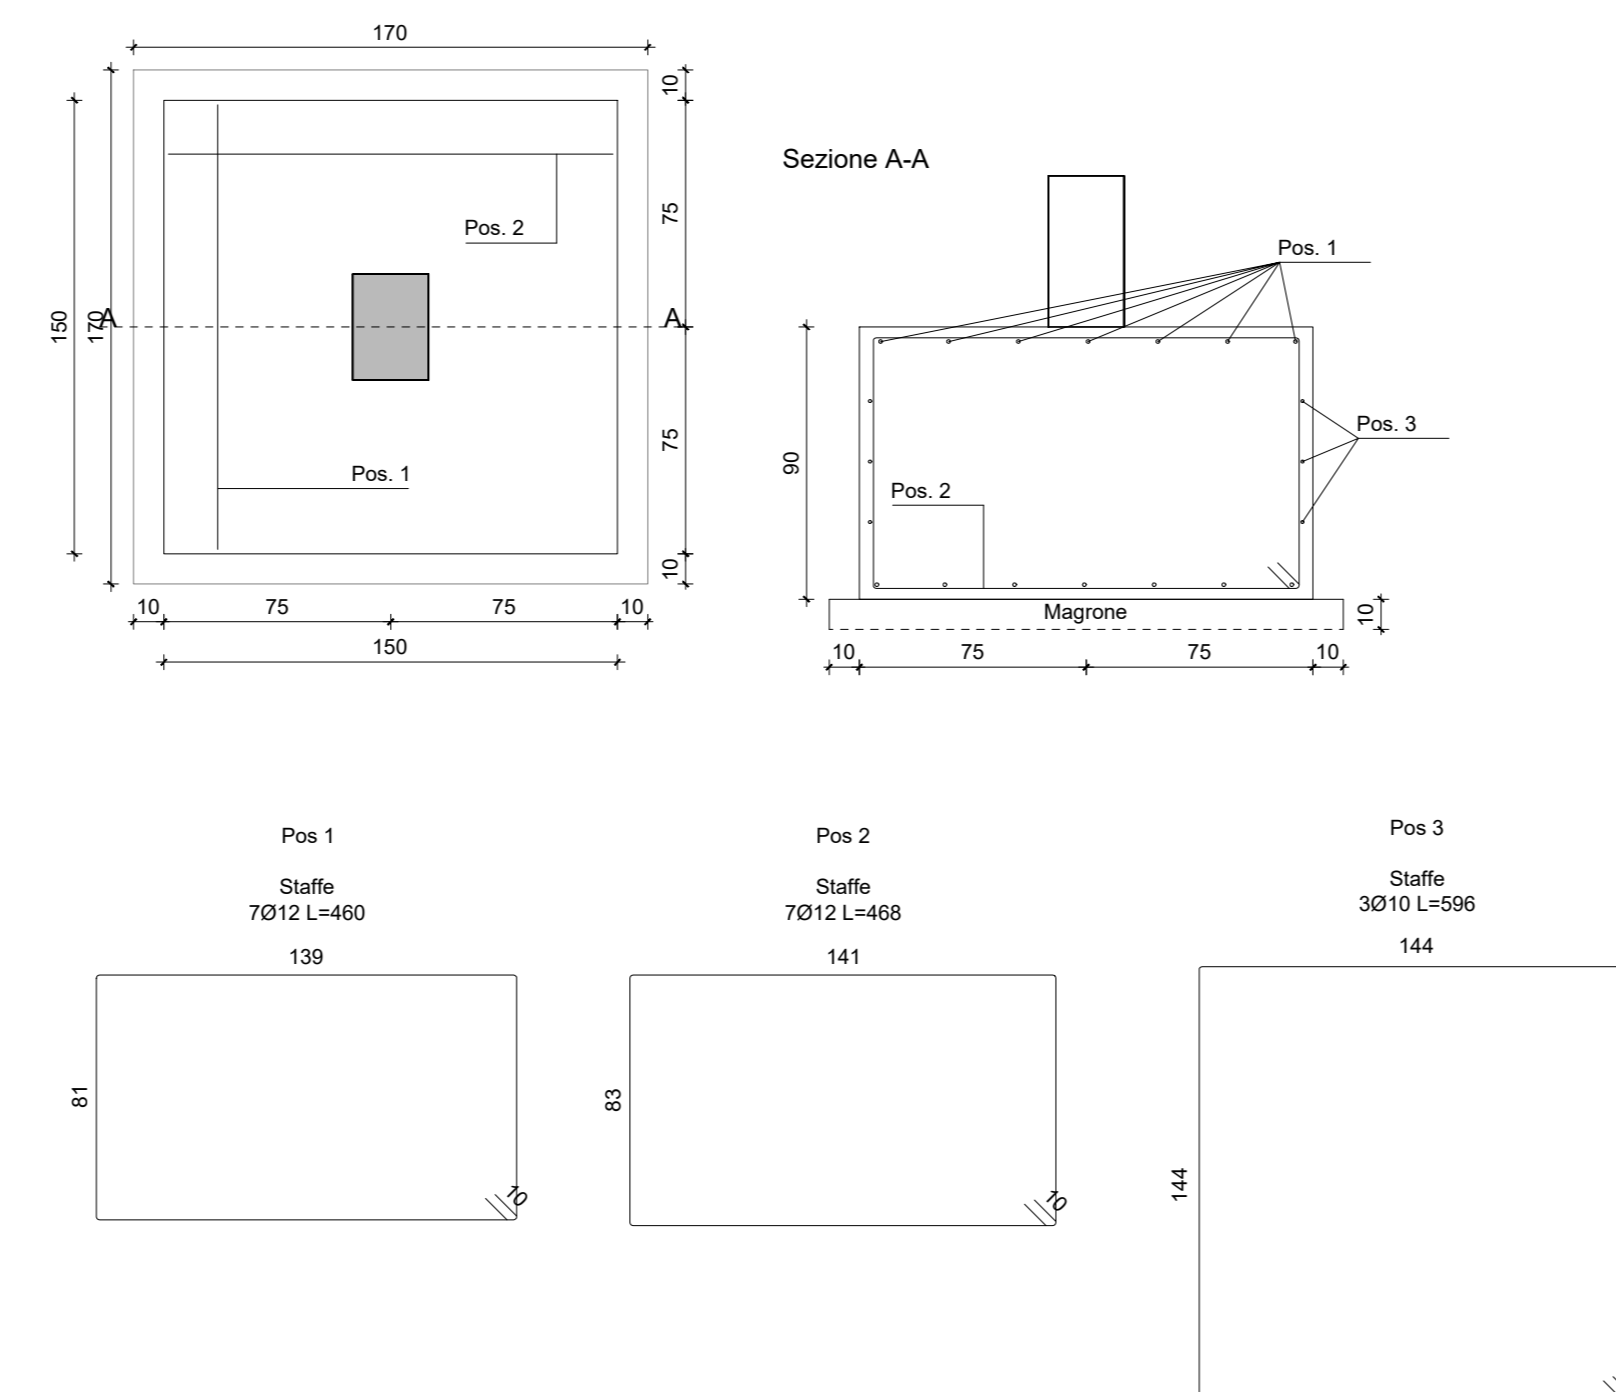 170
10
75
Pos. 2
150
170
A
A
75
Pos. 1
10
10
75
75
10
150
Sezione A-A
Pos. 1
Pos. 3
90
Pos. 2
Magrone
10
10
75
75
10
Pos 1
Staffe
7Ø12 L=460
139
81
10
Pos 2
Staffe
7Ø12 L=468
141
83
10
Pos 3
Staffe
3Ø10 L=596
144
144